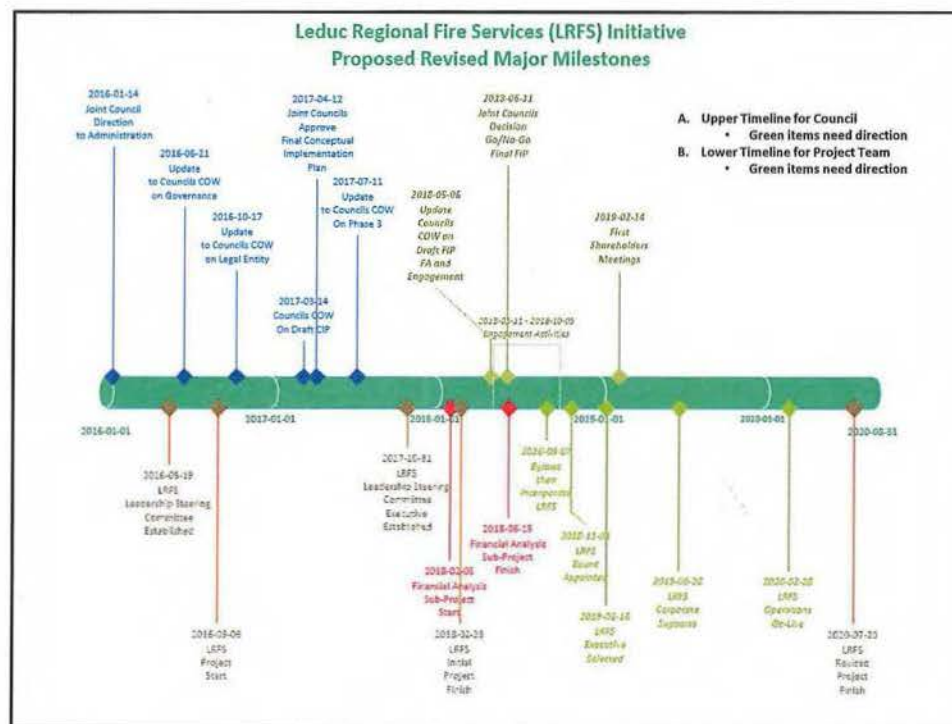 Leduc Regional Fire Services (LRFS) Initiative
Proposed Revised Major Milestones
2016-01-14
Joint Council
Direction
to Administration
2016-06-21
Update
to Councils COW
on Governance
2016-10-17
Update
to Councils COW
on Legal Entity
2017-03-14
Councils COW
On Draft CIP
2017-04-12
Joint Councils
Approve
Final Conceptual
Implementation
Plan
2017-07-11
Update
to Councils COW
On Phase 3
Update
Councils
COW on
Draft FIP
FA and
Engagement
Joint Councils
Decision
Go/No-Go
Final FIP
Engagement Activities
2019-02-14
First
Shareholders
Meetings
A. Upper Timeline for Council
• Green items need direction
B. Lower Timeline for Project Team
• Green items need direction
2016-01-01
2017-01-01
2018-01-01
2019-01-01
2020-01-01
2020-08-31
LRFS
Leadership Steering
Committee
Established
LRFS
Project
Start
2017-10-31
LRFS
Leadership Steering
Committee
Executive
Established
Financial Analysis
Sub-Project
Start
LRFS
Initial
Project
Finish
2018-06-15
Financial Analysis
Sub-Project
Finish
Bylaws
then
Incorporate
LRFS
LRFS
Board
Appointed
LRFS
Executive
Selected
LRFS
Corporate
Supports
LRFS
Operations
On-Live
LRFS
Revised
Project
Finish